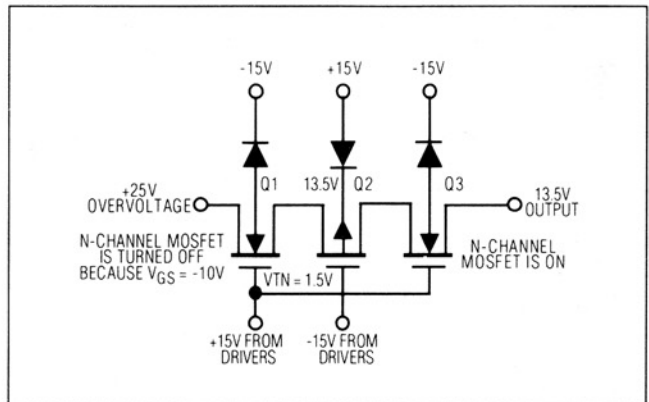 -15V
+15V
-15V
+25V
OVERVOLTAGE
Q1
13.5V
Q2
Q3
13.5V
OUTPUT
N-CHANNEL MOSFET
IS TURNED OFF
BECAUSE VGS = -10V
VTN = 1.5V
N-CHANNEL
MOSFET IS ON
+15V FROM
DRIVERS
-15V FROM
DRIVERS